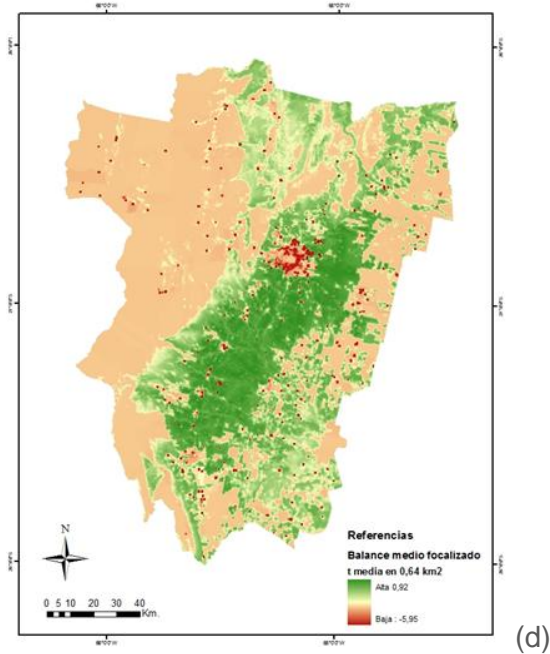 N
0 5 10 20 30 40
Km.
Referencias
Balance medio focalizado
t media en 0,64 km2
Alta 0,92
Baja : -5,95
(d)